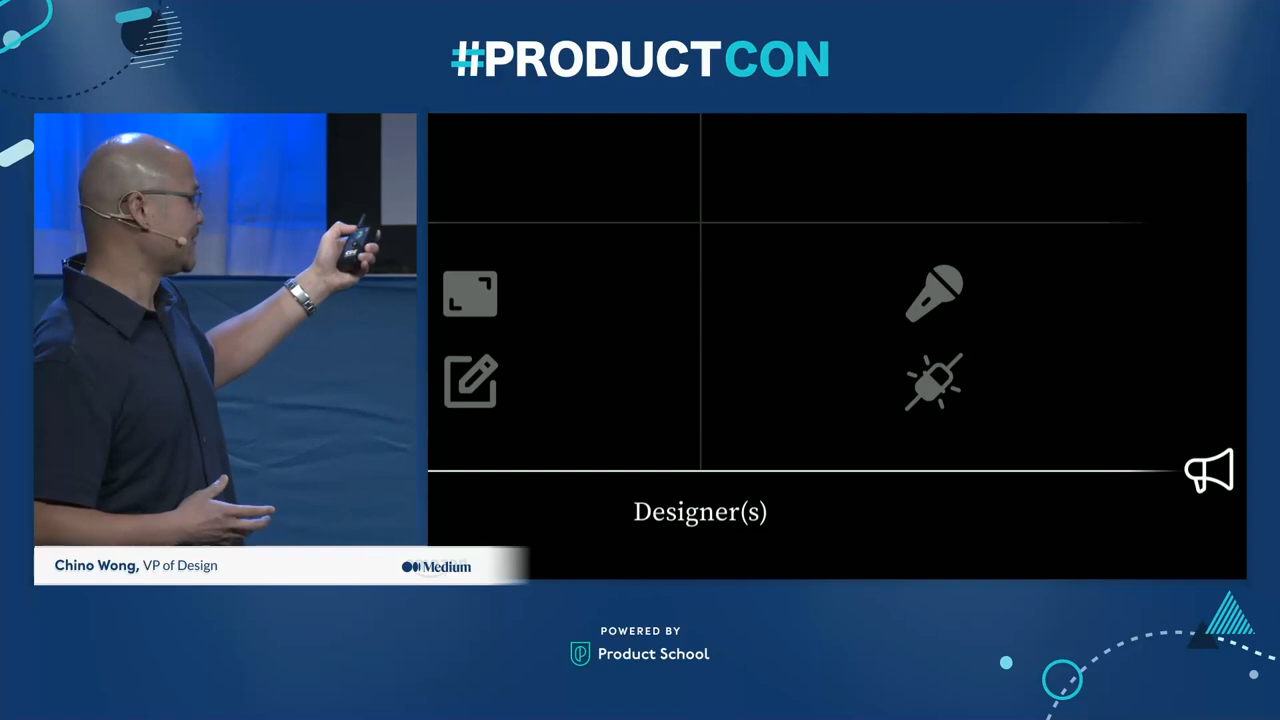 #PRODUCTCON
Designer(s)
Chino Wong, VP of Design
Medium
POWERED BY
Product School